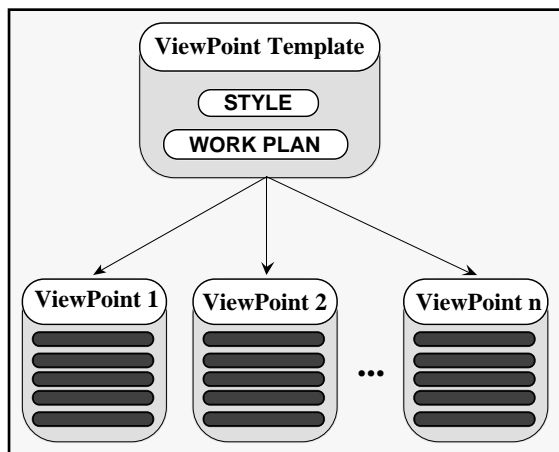 ViewPoint Template
STYLE
WORK PLAN
ViewPoint 1
ViewPoint 2
ViewPoint n
...